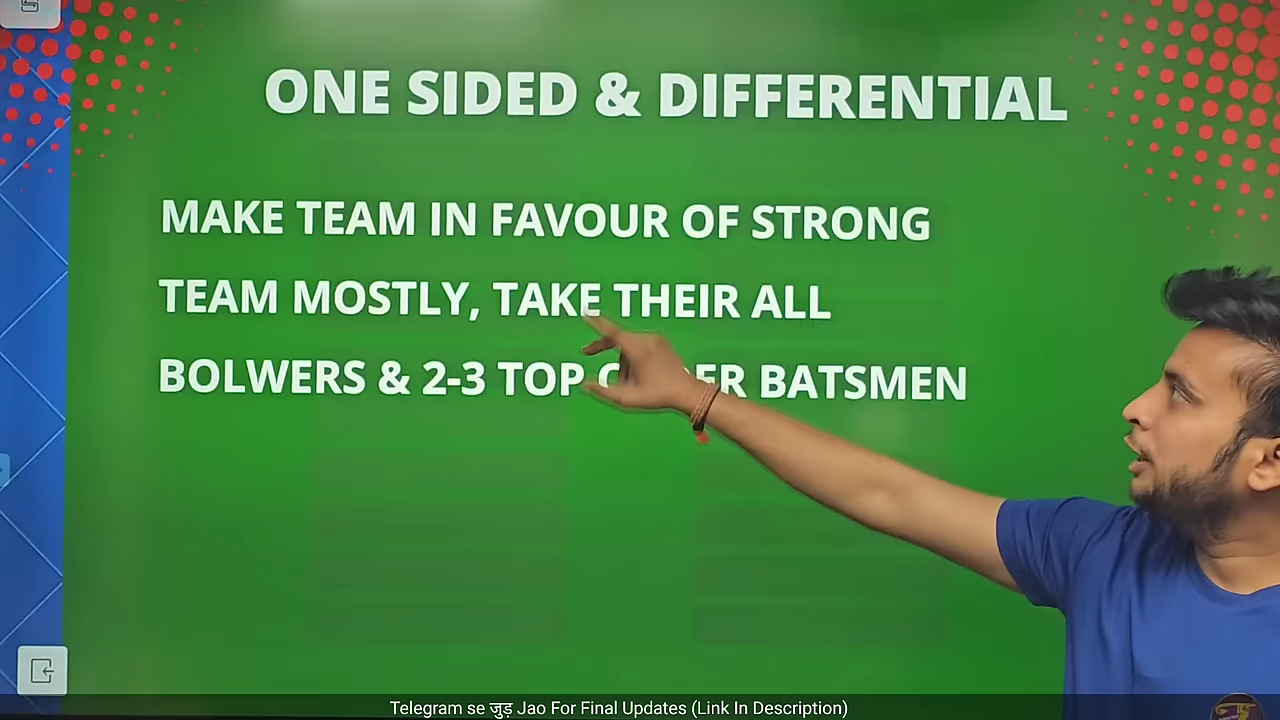 ONE SIDED & DIFFERENTIAL
MAKE TEAM IN FAVOUR OF STRONG
TEAM MOSTLY, TAKE THEIR ALL
BOLWERS & 2-3 TOP BATSMEN
Telegram se जुड़ Jao For Final Updates (Link In Description)